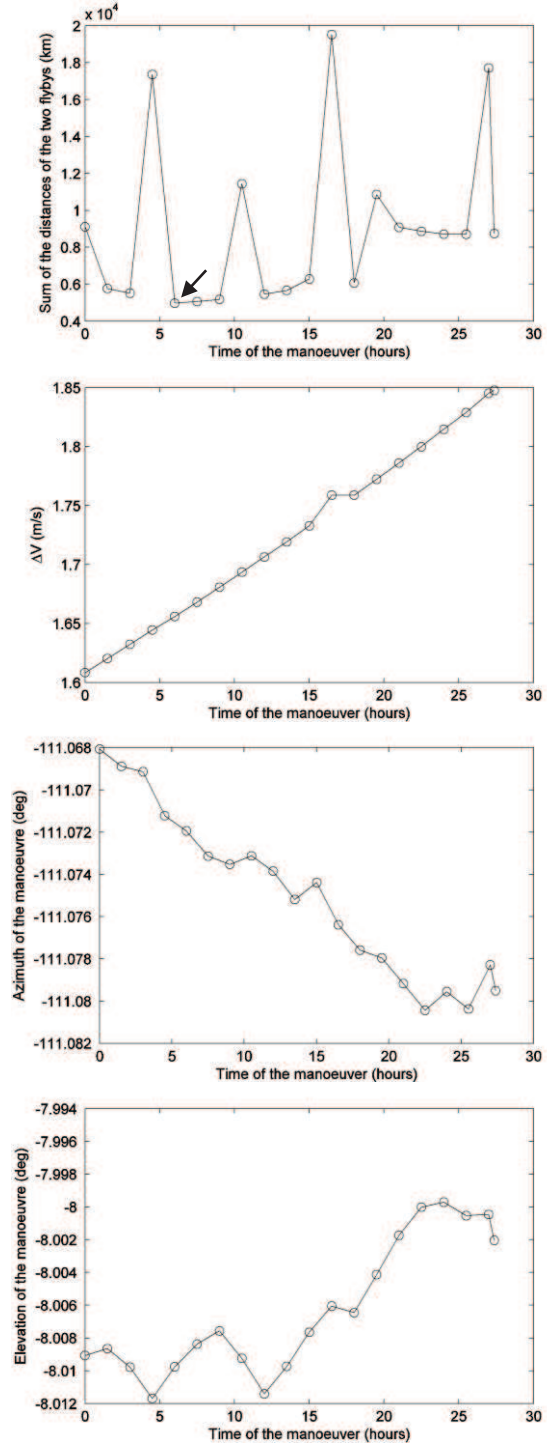 × 10⁴
Sum of the distances of the two flybys (km)
2
1.8
1.6
1.4
1.2
1
0.8
0.6
0.4
0 5 10 15 20 25 30
Time of the manoeuver (hours)
ΔV (m/s)
1.85
1.8
1.75
1.7
1.65
1.6
0 5 10 15 20 25 30
Time of the manoeuver (hours)
Azimuth of the manoeuvre (deg)
-111.068
-111.07
-111.072
-111.074
-111.076
-111.078
-111.08
-111.082
0 5 10 15 20 25 30
Time of the manoeuver (hours)
Elevation of the manoeuvre (deg)
-7.994
-7.996
-7.998
-8
-8.002
-8.004
-8.006
-8.008
-8.01
-8.012
0 5 10 15 20 25 30
Time of the manoeuver (hours)